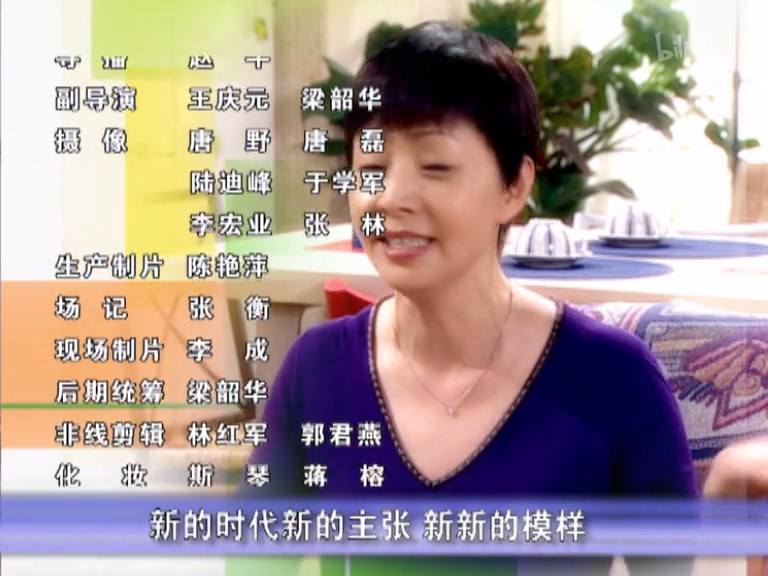 bili
导播 赵
副导演 王庆元 梁韶华
摄像 唐野 唐磊
陆迪峰 于学军
李宏业 张林
生产制片 陈艳萍
场记 张衡
现场制片 李成
后期统筹 梁韶华
非线剪辑 林红军 郭君燕
化妆 斯琴 蒋榕
新的时代新的主张 新新的模样